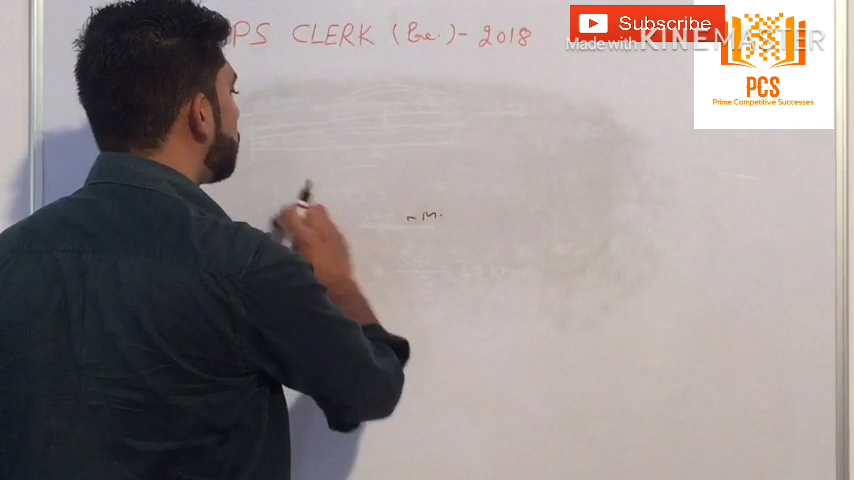 PS CLERK (Pre.) - 2018
Subscribe
Made with KINEMASTER
PCS
Prime Competitive Successes